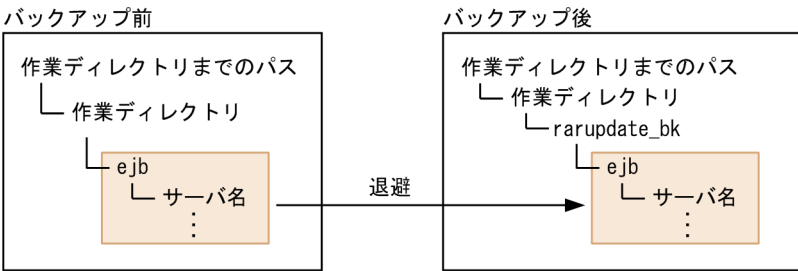 バックアップ前
作業ディレクトリまでのパス
作業ディレクトリ
ejb
サーバ名
⋮
退避
バックアップ後
作業ディレクトリまでのパス
作業ディレクトリ
rarupdate_bk
ejb
サーバ名
⋮